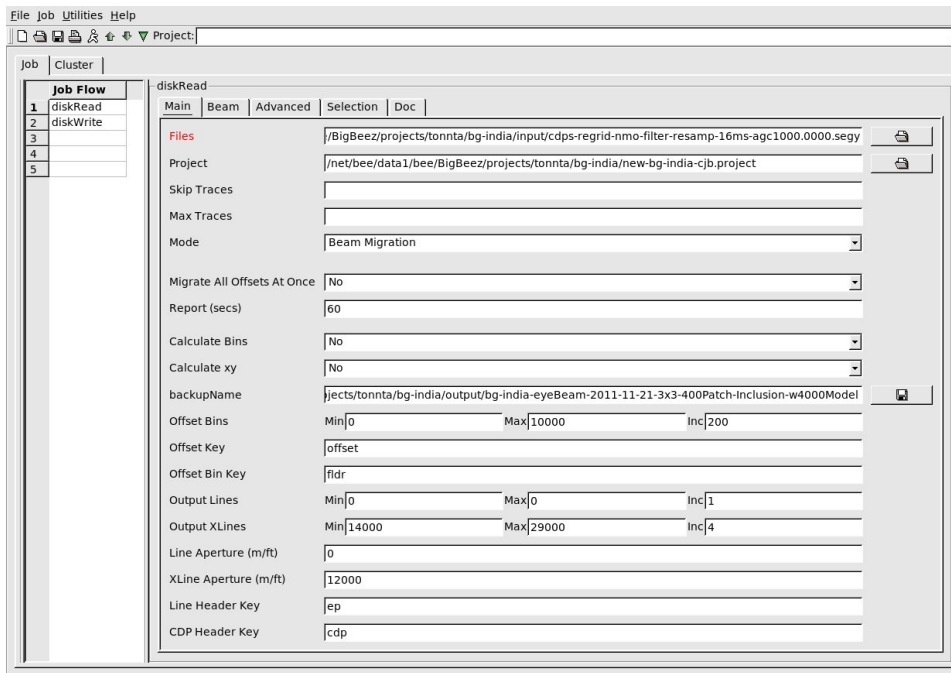 File Job Utilities Help
Project:
Job Cluster
Job Flow
1 diskRead
2 diskWrite
3
4
5
diskRead
Main Beam Advanced Selection Doc
Files :/BigBeez/projects/tonnta/bg-india/input/cdps-regrid-nmo-filter-resamp-16ms-agc1000.0000.segy
Project /net/bee/data1/bee/BigBeez/projects/tonnta/bg-india/new-bg-india-cjb.project
Skip Traces
Max Traces
Mode Beam Migration
Migrate All Offsets At Once No
Report (secs) 60
Calculate Bins No
Calculate xy No
backupName jects/tonnta/bg-india/output/bg-india-eyeBeam-2011-11-21-3x3-400Patch-Inclusion-w4000Model
Offset Bins Min 0 Max 10000 Inc 200
Offset Key offset
Offset Bin Key fldr
Output Lines Min 0 Max 0 Inc 1
Output XLines Min 14000 Max 29000 Inc 4
Line Aperture (m/ft) 0
XLine Aperture (m/ft) 12000
Line Header Key ep
CDP Header Key cdp